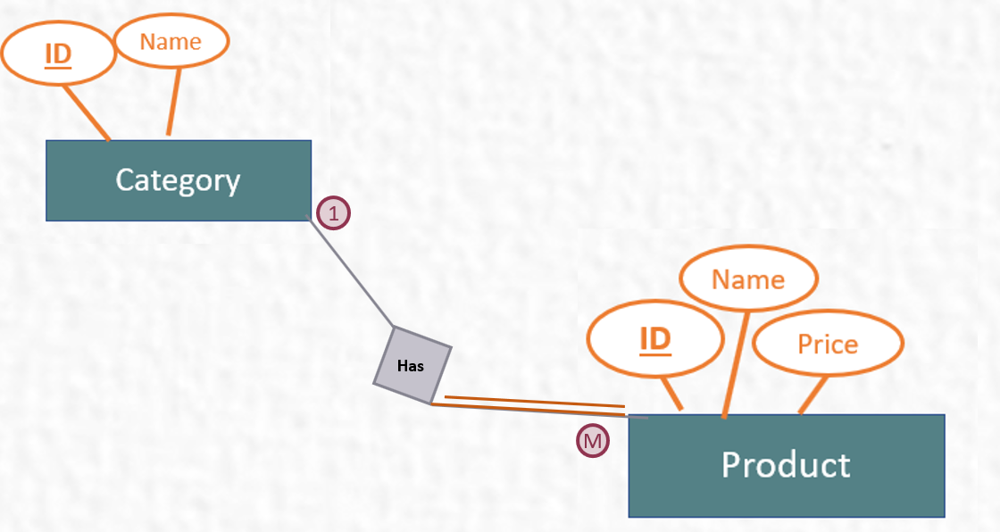 ID
Name
Category
1
Has
M
Name
ID
Price
Product